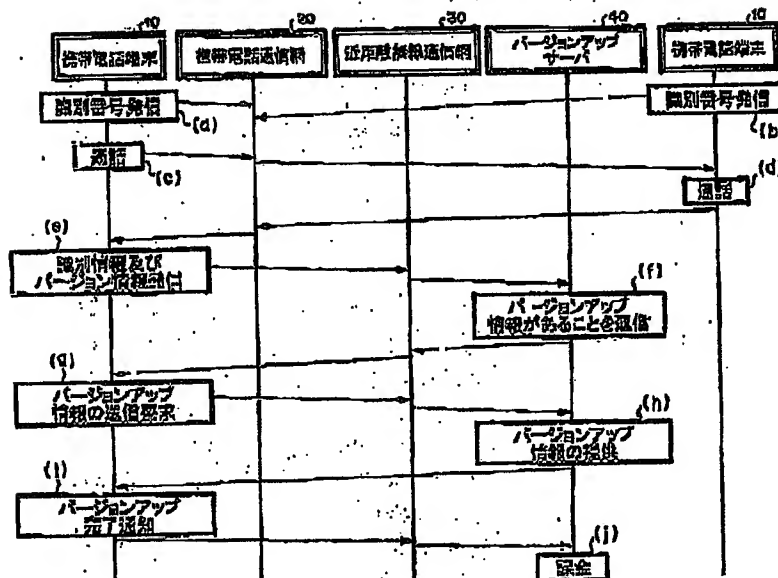 10
20
30
40
10
携帯電話端末
携帯電話通信網
近距離無線通信網
バージョンアップ
サーバ
携帯電話端末
識別番号発信
(a)
識別番号発信
(b)
通話
(c)
(d)
通話
(e)
識別情報及び
バージョン情報発信
(f)
バージョンアップ
情報があることを返信
(g)
バージョンアップ
情報の送信要求
(h)
バージョンアップ
情報の提供
(i)
バージョンアップ
完了通知
(j)
課金